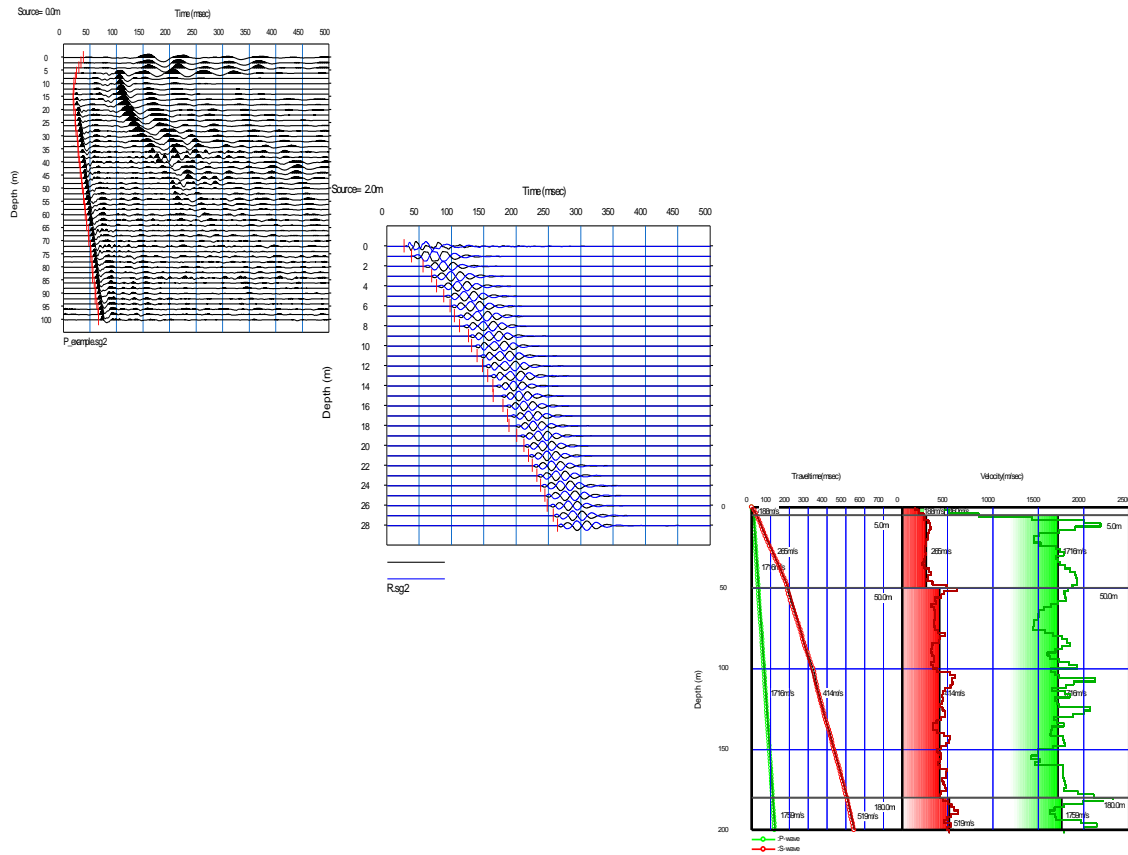 Source= 0.0m
Time (msec)
0 50 100 150 200 250 300 350 400 450 500
0
5
10
15
20
25
30
35
40
45
50
55
60
65
70
75
80
85
90
95
100
Depth (m)
P_example.sg2
Source= 2.0m
Time (msec)
0 50 100 150 200 250 300 350 400 450 500
0
2
4
6
8
10
12
14
16
18
20
22
24
26
28
Depth (m)
R.sg2
Traveltime(msec) Velocity(m/sec)
0 100 200 300 400 500 600 700 0 500 1000 1500 2000 2500
0
50
100
150
200
Depth (m)
188m/s 188m/s
5.0m 5.0m
265m/s 265m/s 1716m/s
1716m/s
50.0m 50.0m
1716m/s 414m/s 414m/s 1716m/s
180.0m 180.0m
1759m/s 519m/s 519m/s 1759m/s
:P-wave
:S-wave